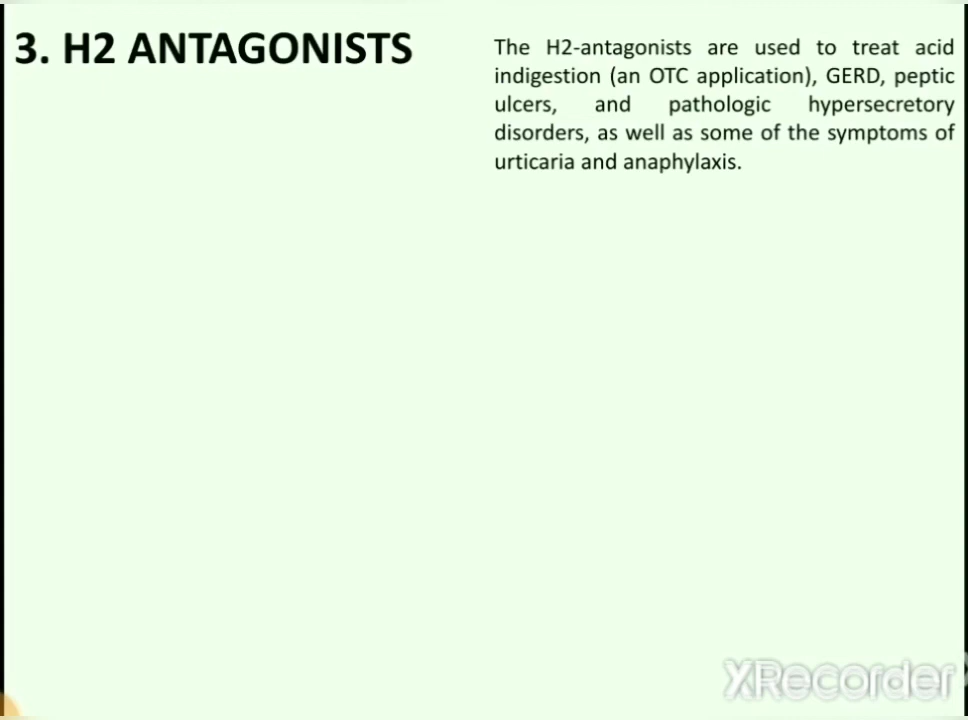 3. H2 ANTAGONISTS
The H2-antagonists are used to treat acid
indigestion (an OTC application), GERD, peptic
ulcers, and pathologic hypersecretory
disorders, as well as some of the symptoms of
urticaria and anaphylaxis.
XRecorder